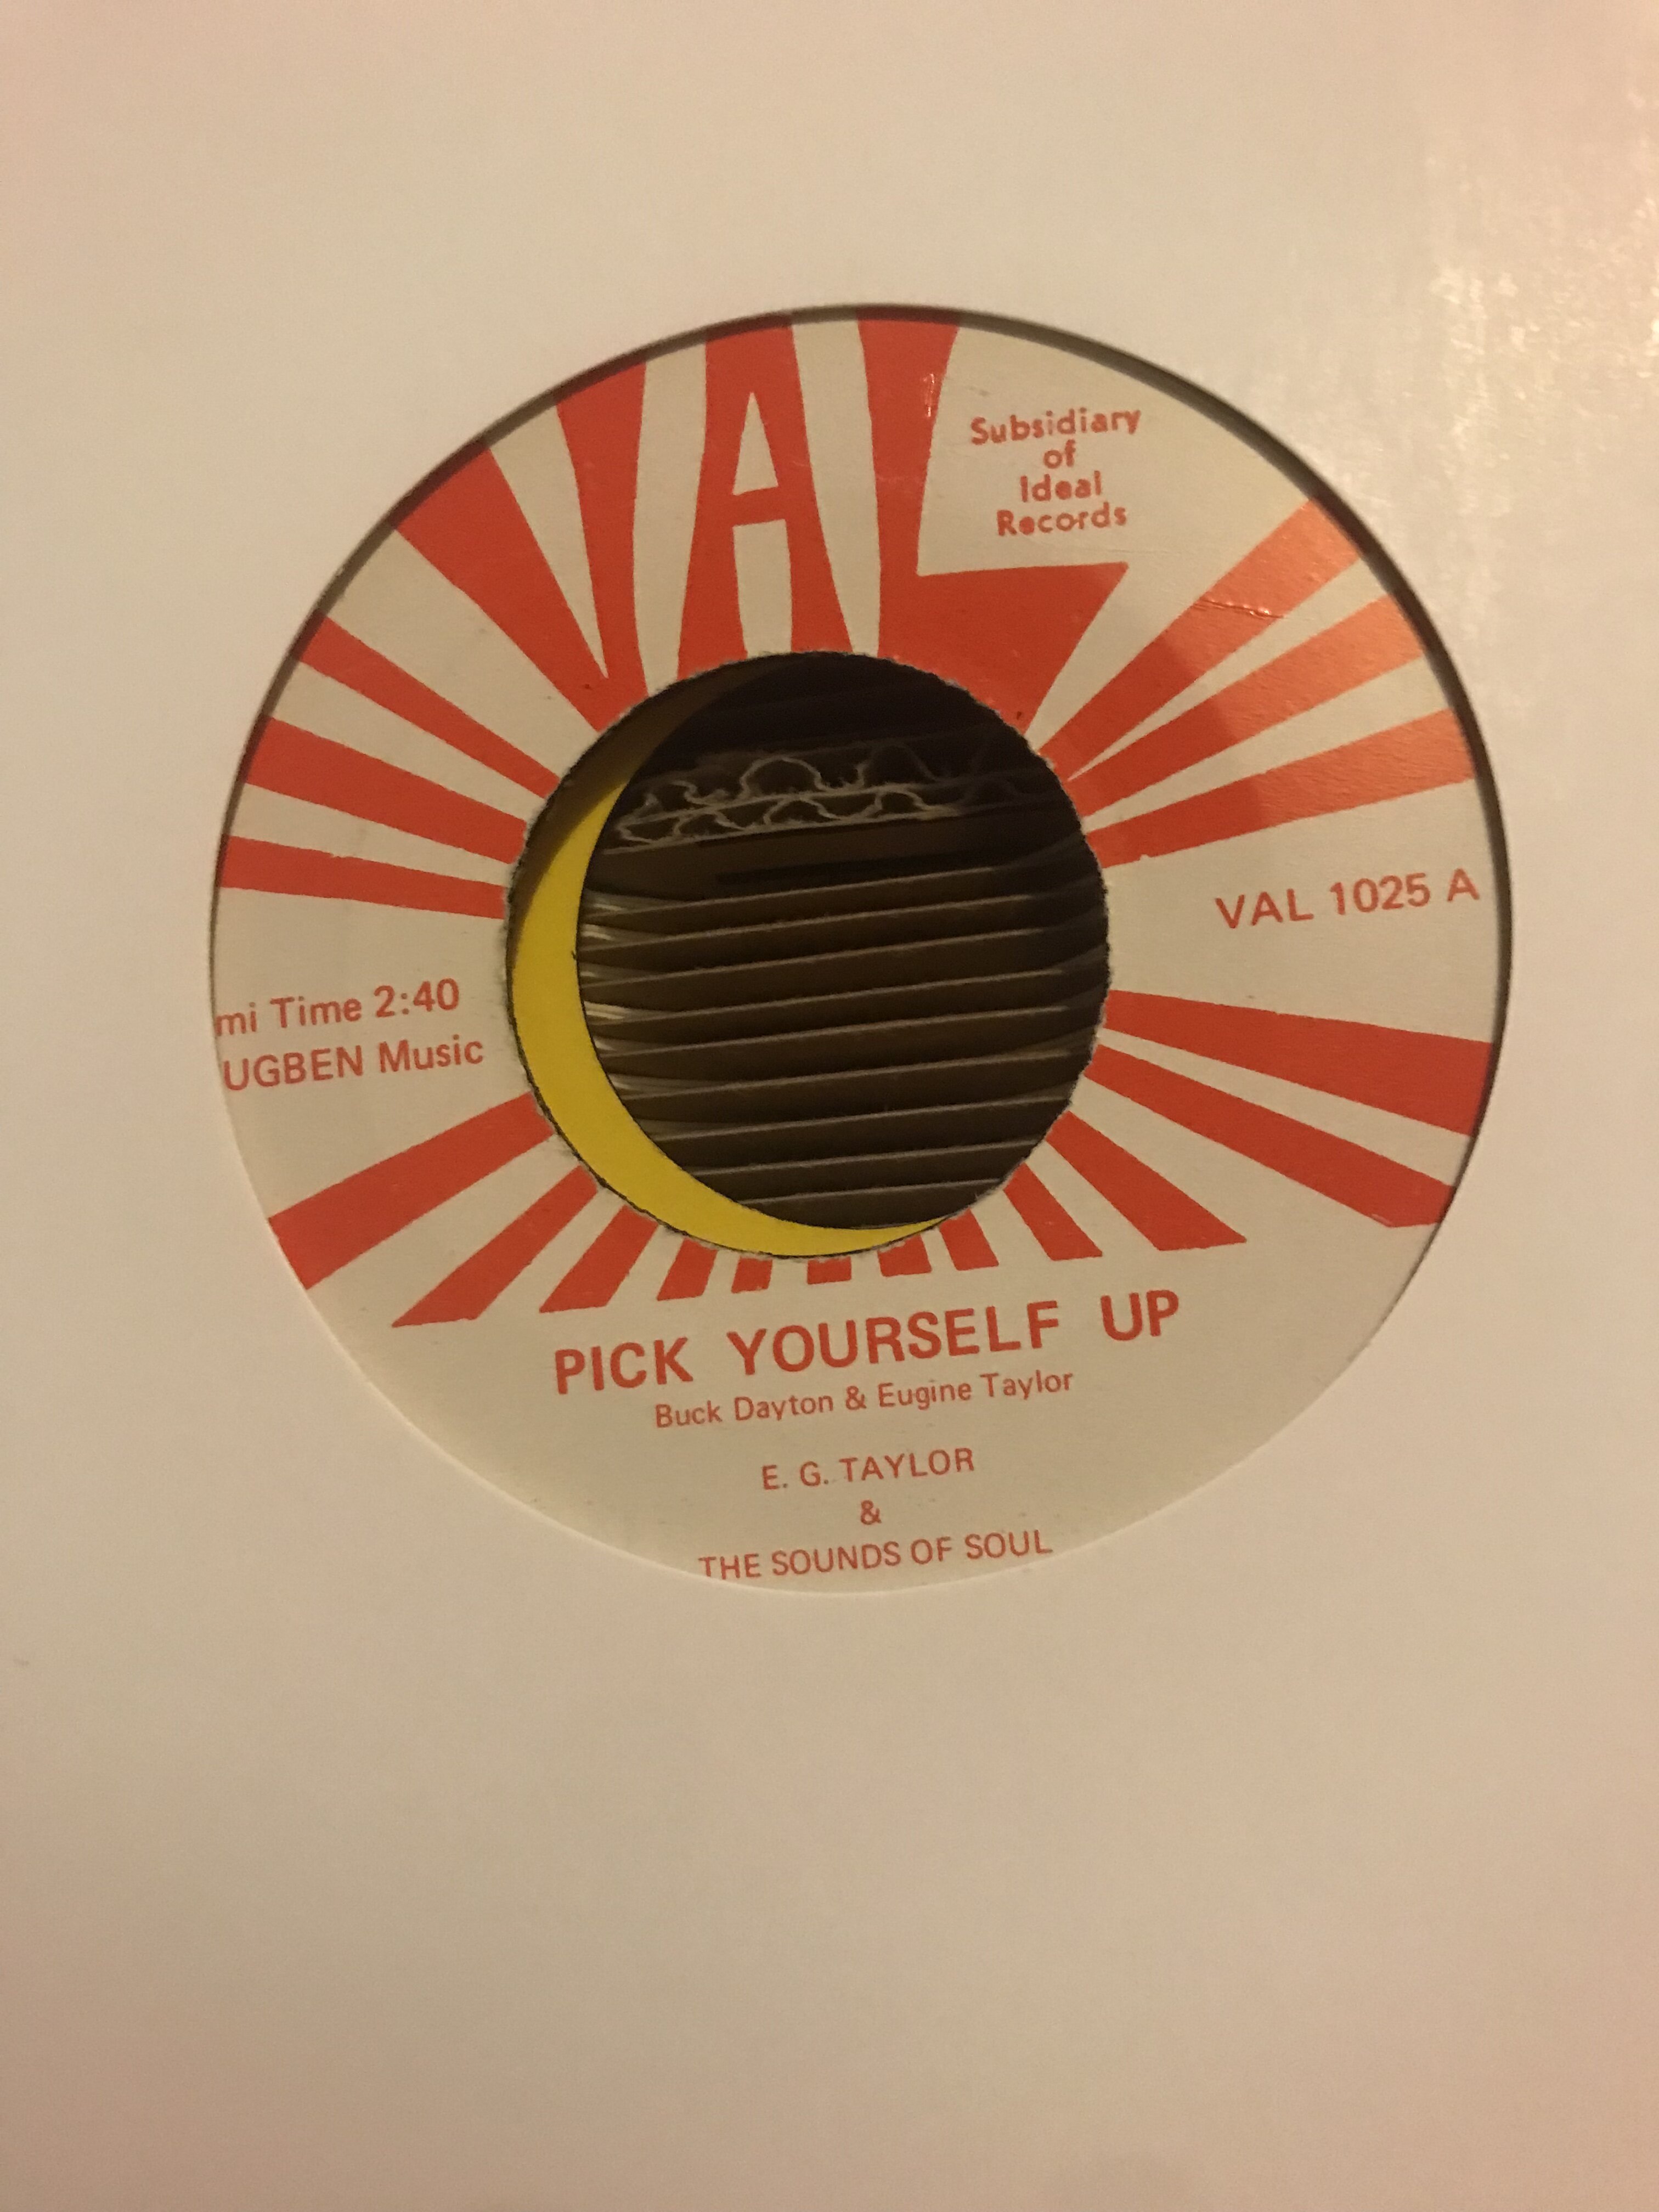 VAL
Subsidiary
of
Ideal
Records
VAL 1025 A
mi Time 2:40
UGBEN Music
PICK YOURSELF UP
Buck Dayton & Eugine Taylor
E. G. TAYLOR
&
THE SOUNDS OF SOUL